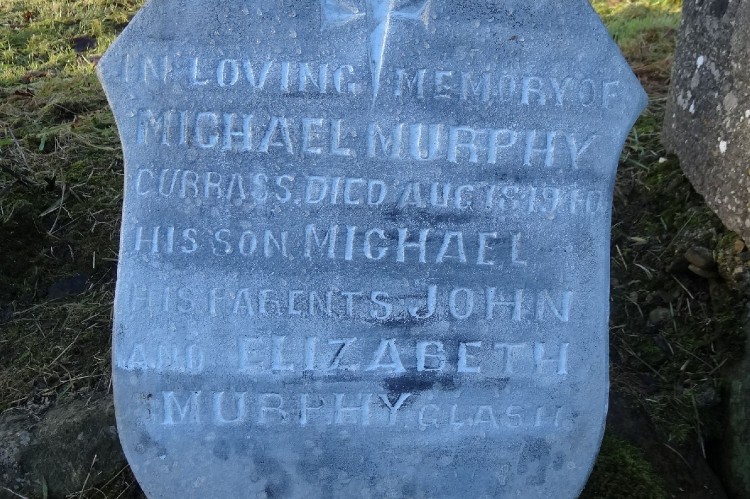 IN LOVING MEMORY OF
MICHAEL MURPHY
CURRASS. DIED AUG 18 1910
HIS SON MICHAEL
HIS PARENTS JOHN
AND ELIZABETH
MURPHY. CLASH